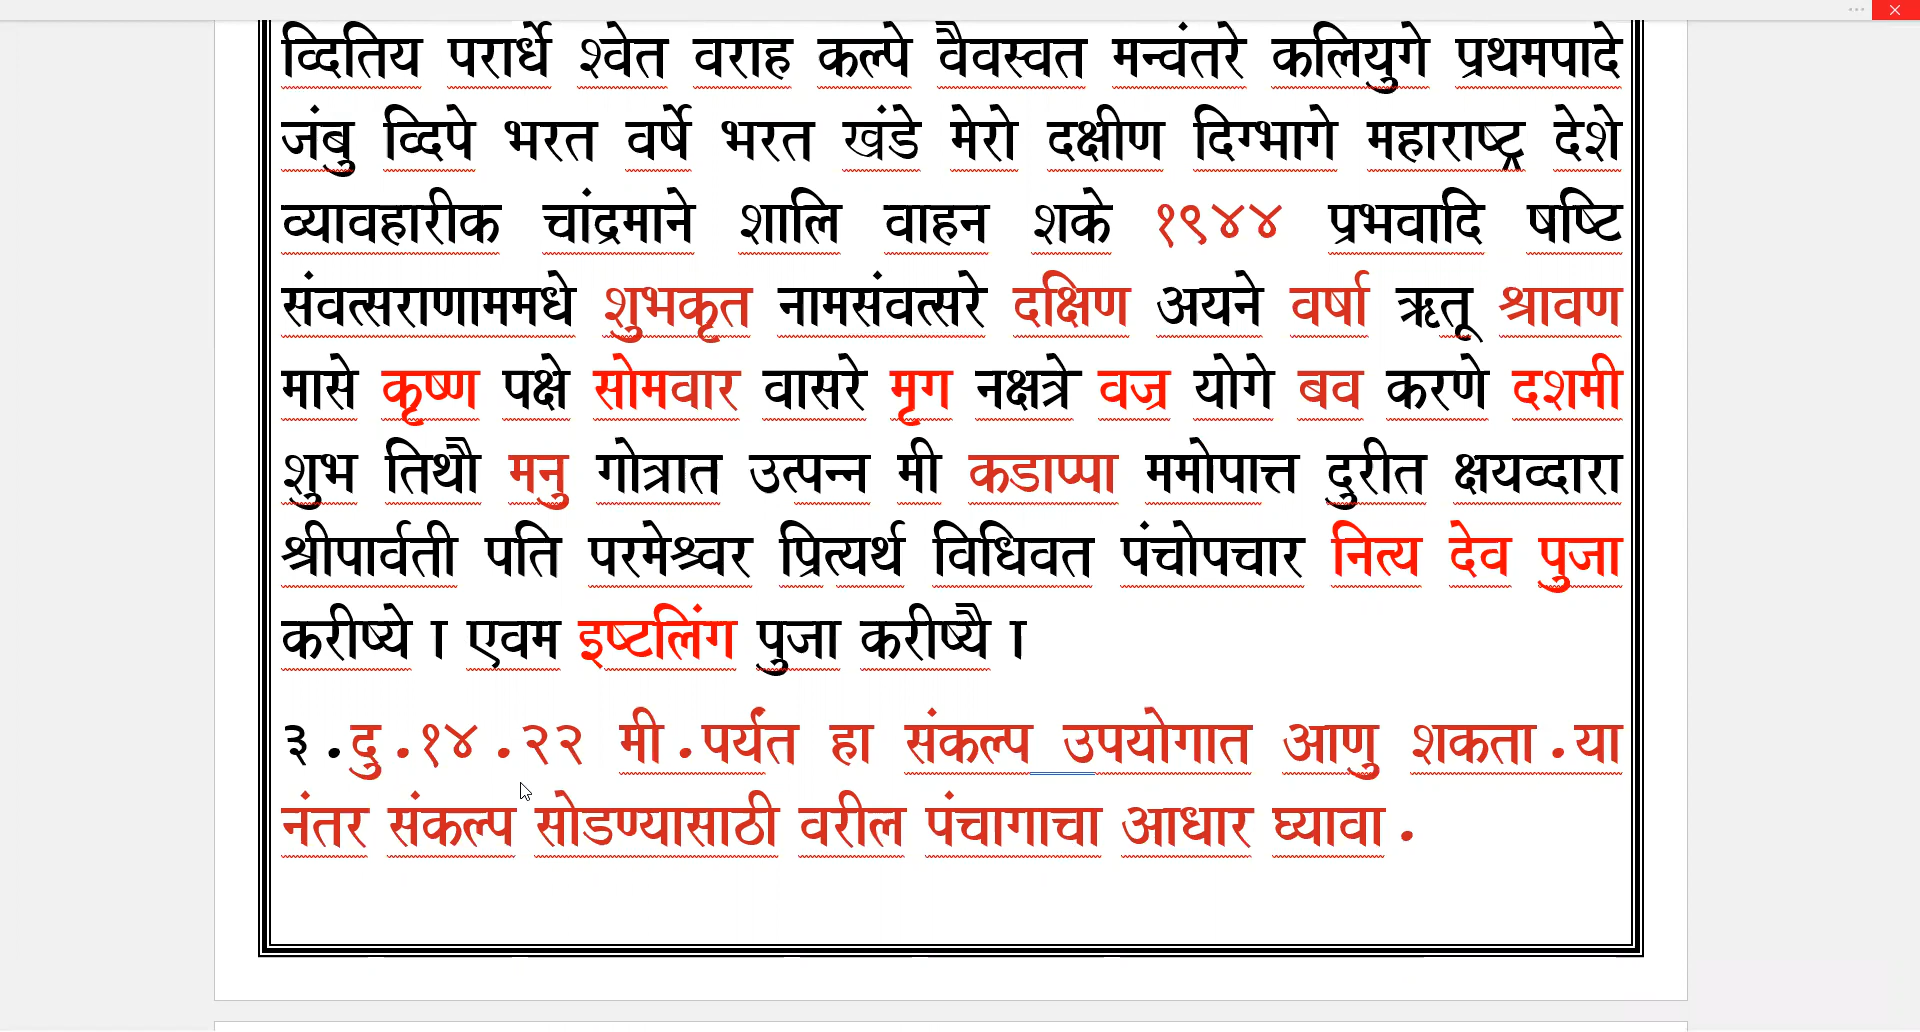 व्दितिय परार्धे श्वेत वराह कल्पे वैवस्वत मन्वंतरे कलियुगे प्रथमपादे
जंबु व्दिपे भरत वर्षे भरत खंडे मेरो दक्षीण दिग्भागे महाराष्ट्र देशे
व्यावहारीक चांद्रमाने शालि वाहन शके १९४४ प्रभवादि षष्टि
संवत्सराणाममधे शुभकृत नामसंवत्सरे दक्षिण अयने वर्षा ऋतू श्रावण
मासे कृष्ण पक्षे सोमवार वासरे मृग नक्षत्रे वज्र योगे बव करणे दशमी
शुभ तिथौ मनु गोत्रात उत्पन्न मी कडाप्पा ममोपात्त दुरीत क्षयव्दारा
श्रीपार्वती पति परमेश्र्वर प्रित्यर्थ विधिवत पंचोपचार नित्य देव पुजा
करीष्ये । एवम इष्टलिंग पुजा करीष्यै ।
३.दु.१४.२२ मी.पर्यंत हा संकल्प उपयोगात आणु शकता.या
नंतर संकल्प सोडण्यासाठी वरील पंचागाचा आधार घ्यावा.